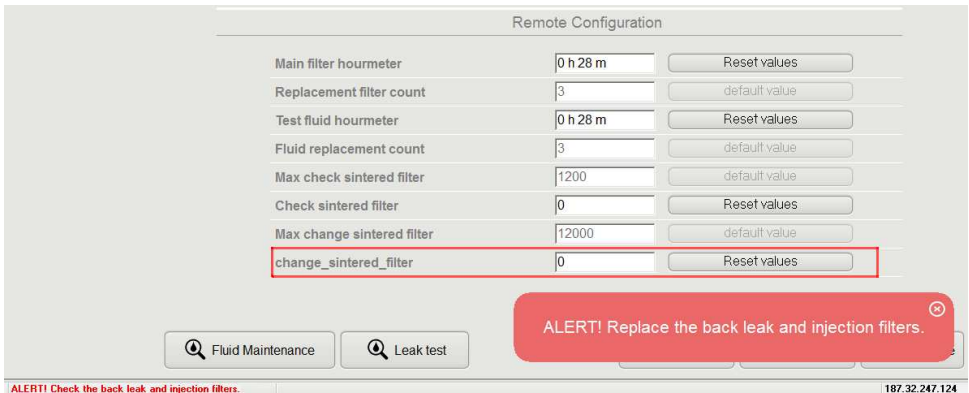 Remote Configuration
Main filter hourmeter 0 h 28 m Reset values
Replacement filter count 3 default value
Test fluid hourmeter 0 h 28 m Reset values
Fluid replacement count 3 default value
Max check sintered filter 1200 default value
Check sintered filter 0 Reset values
Max change sintered filter 12000 default value
change_sintered_filter 0 Reset values
ALERT! Replace the back leak and injection filters.
Fluid Maintenance Leak test
ALERT! Check the back leak and injection filters. 187.32.247.124